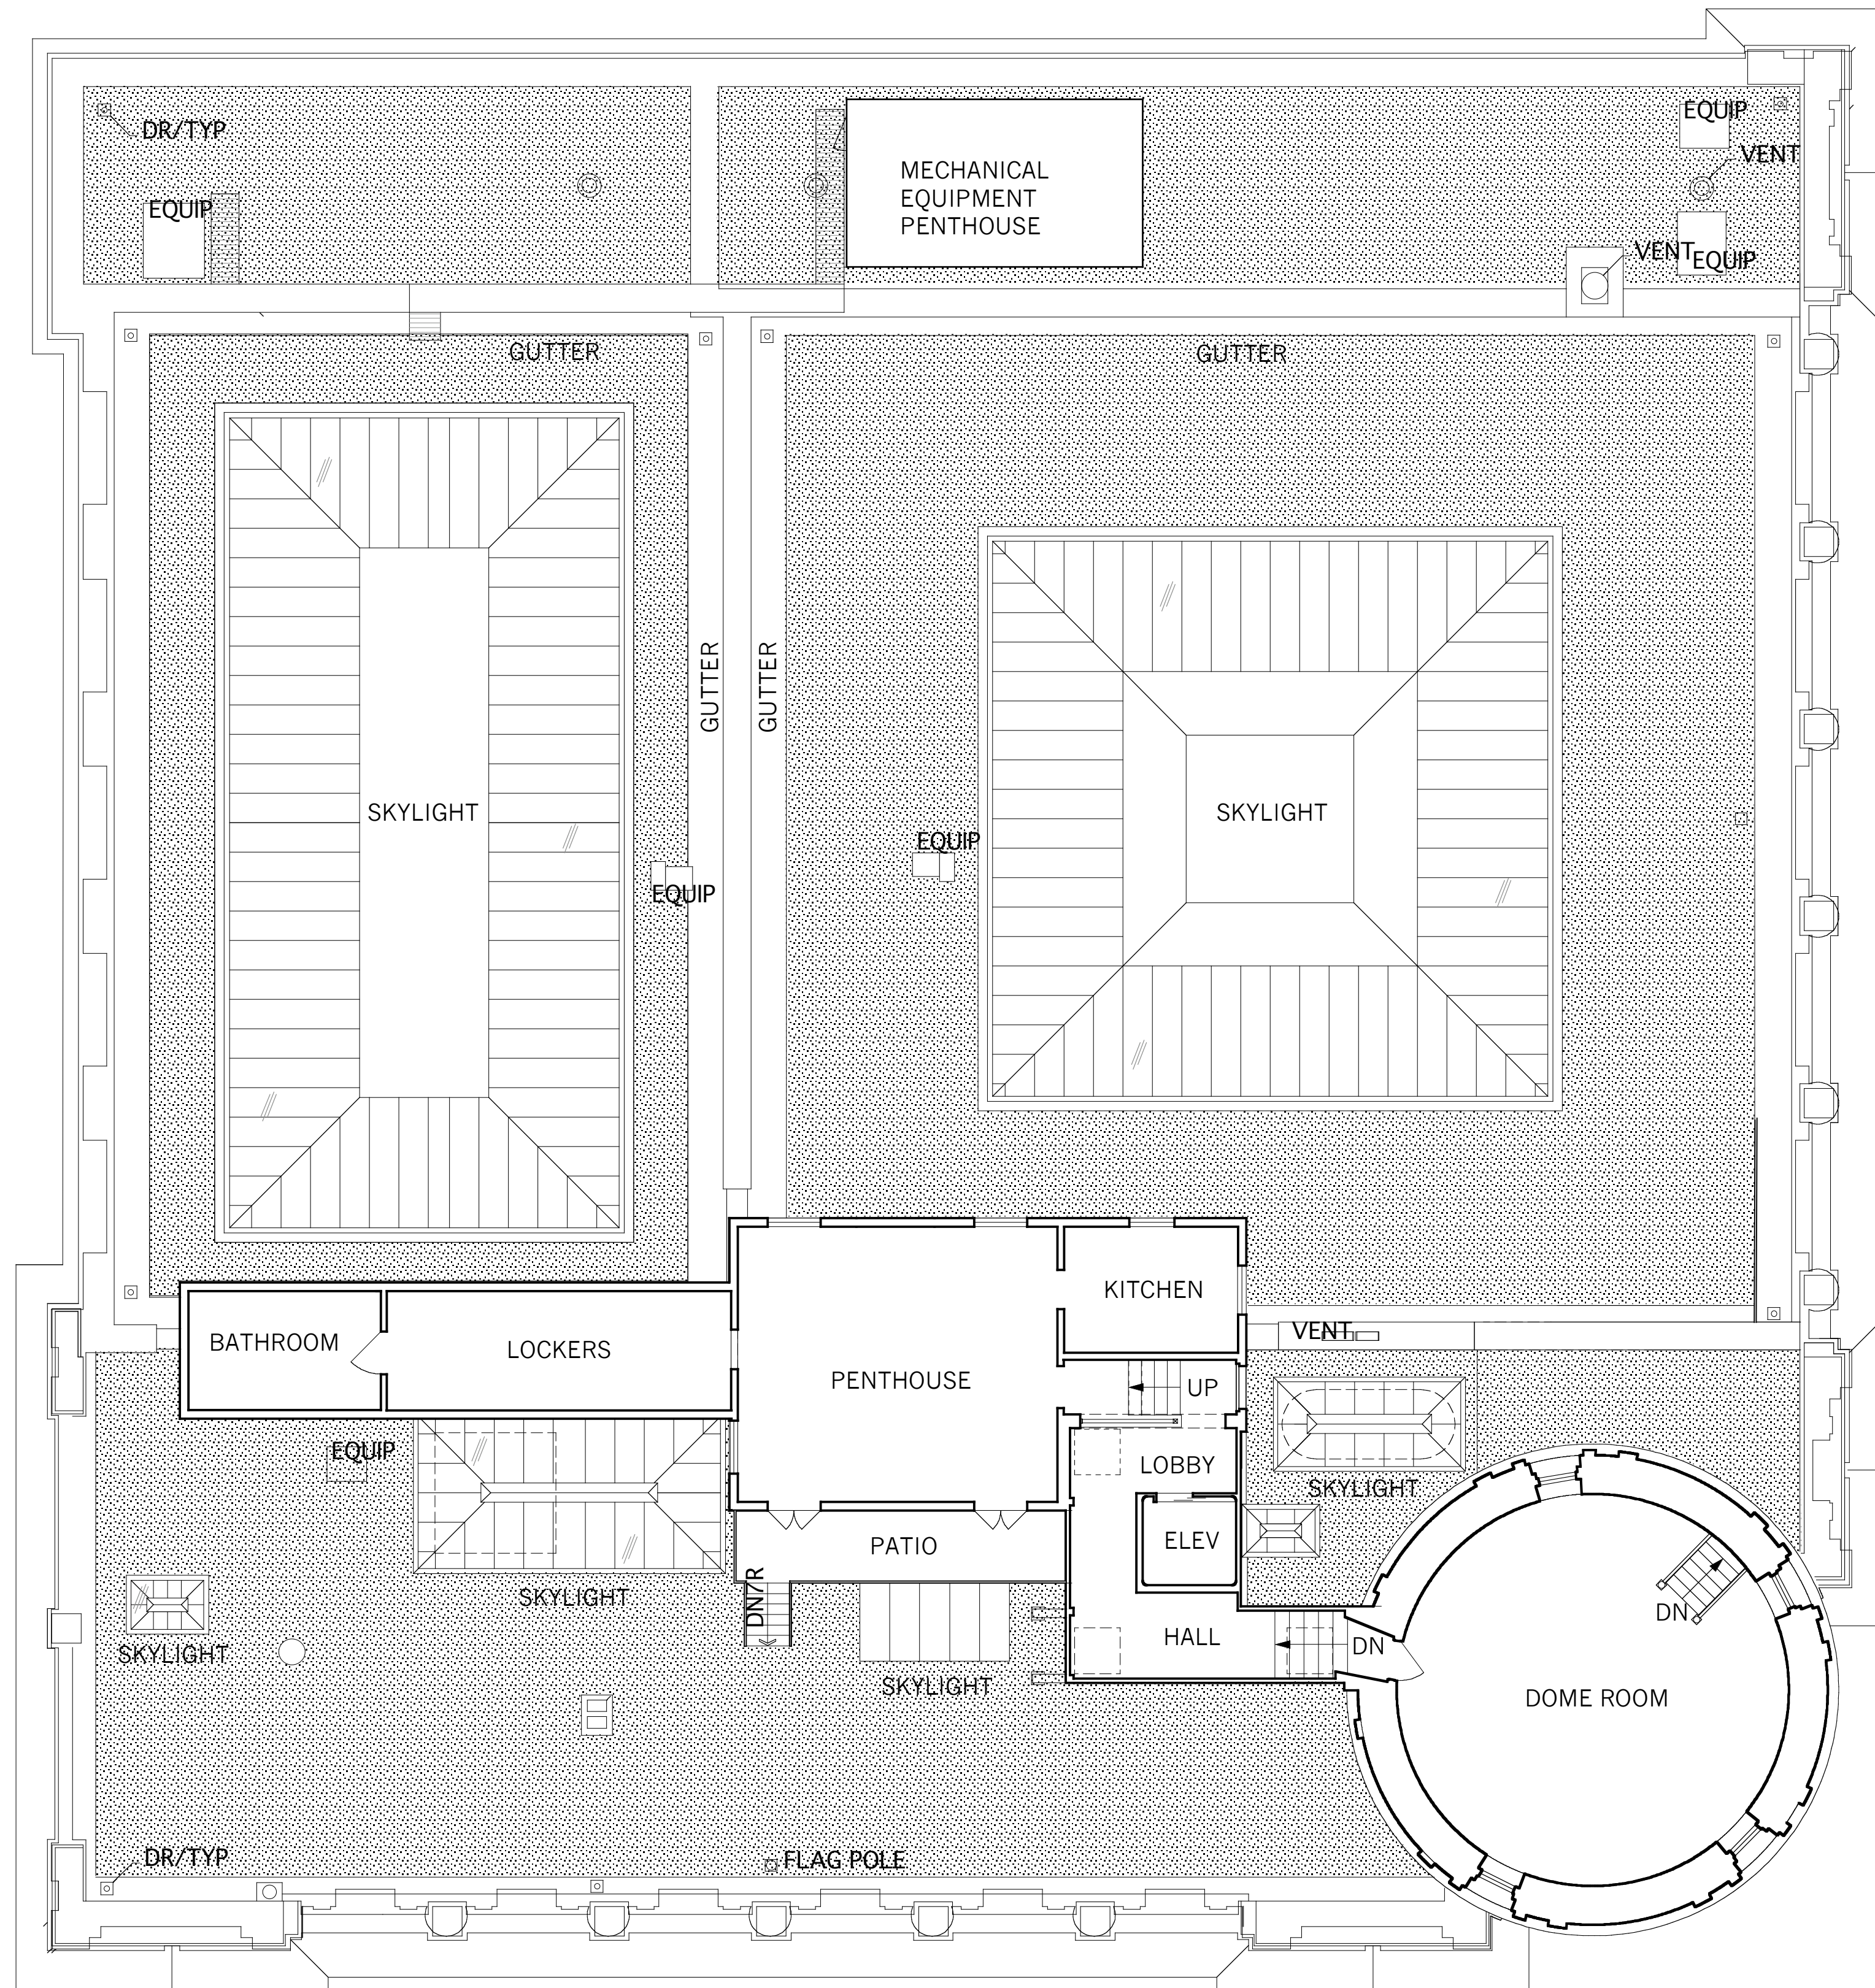 EQUIP
DR/TYP
VENT
MECHANICAL
EQUIPMENT
PENTHOUSE
EQUIP
VENT
EQUIP
GUTTER
GUTTER
GUTTER
GUTTER
SKYLIGHT
SKYLIGHT
EQUIP
EQUIP
KITCHEN
VENT
BATHROOM
LOCKERS
PENTHOUSE
UP
EQUIP
LOBBY
SKYLIGHT
ELEV
PATIO
SKYLIGHT
DN7R
DN
HALL
DN
SKYLIGHT
SKYLIGHT
DOME ROOM
DR/TYP
FLAG POLE